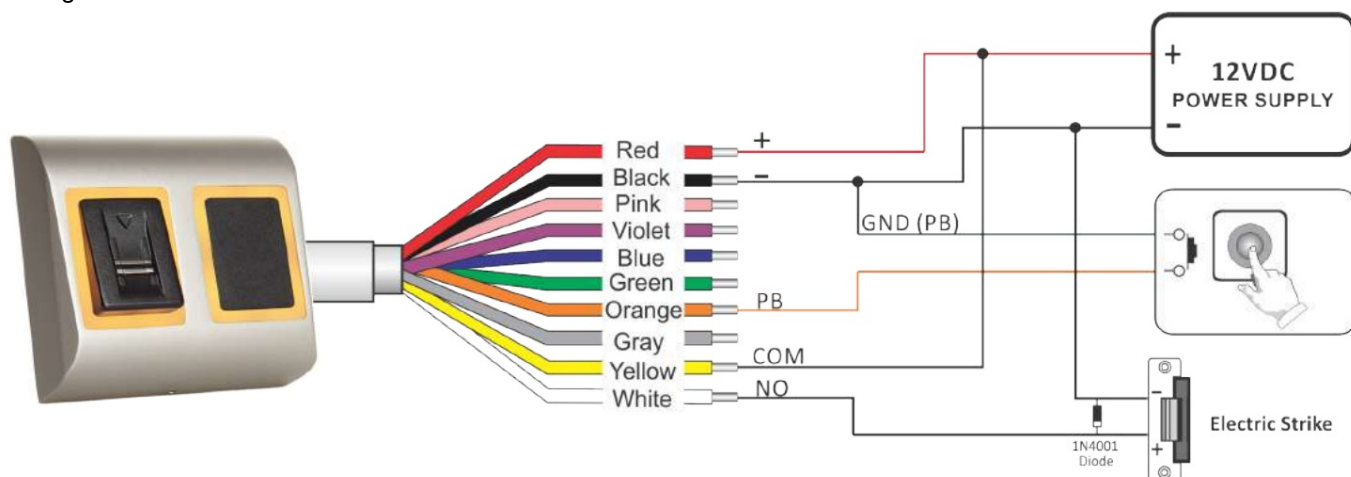 +
12VDC
POWER SUPPLY
-
Red
+
Black
-
Pink
Violet
GND (PB)
Blue
Green
Orange
PB
Gray
Yellow
COM
White
NO
-
Electric Strike
+
1N4001
Diode